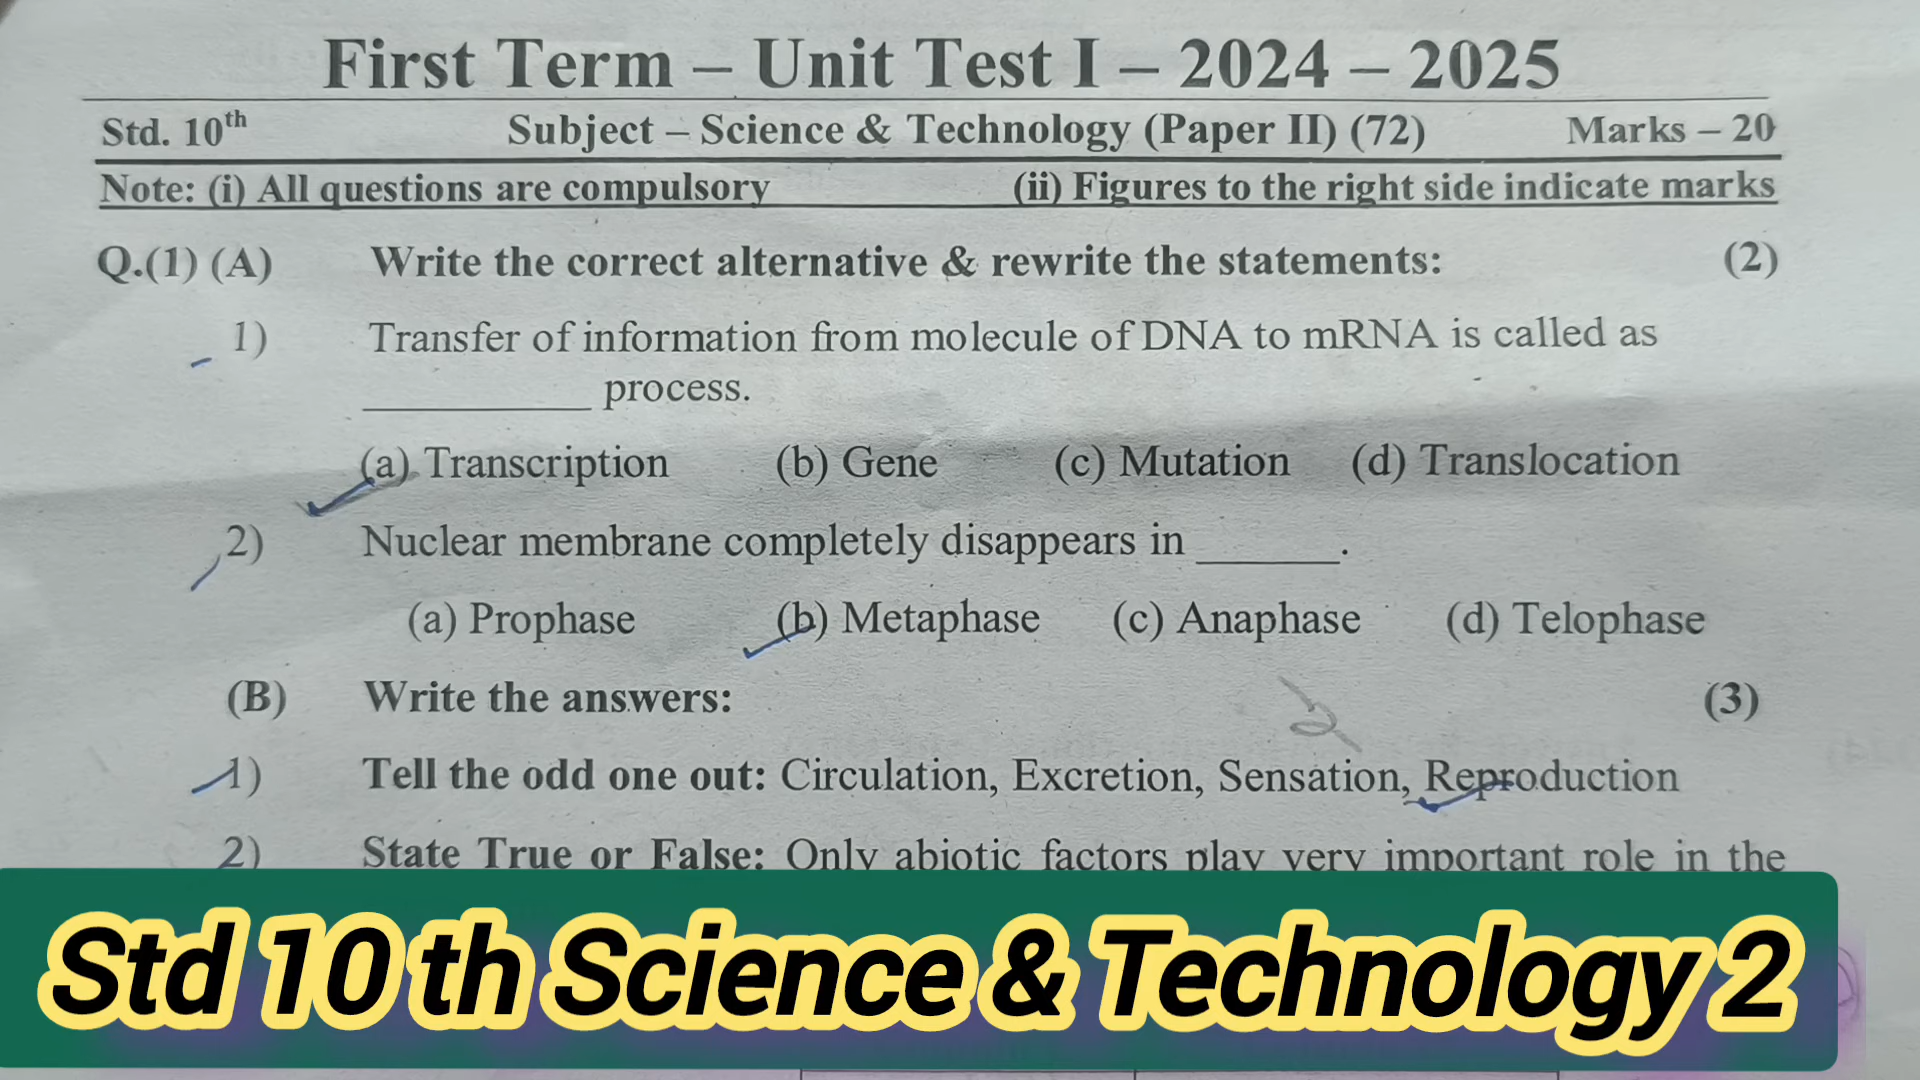 First Term – Unit Test I – 2024 – 2025
Std. 10th Subject – Science & Technology (Paper II) (72) Marks – 20
Note: (i) All questions are compulsory (ii) Figures to the right side indicate marks
Q.(1) (A) Write the correct alternative & rewrite the statements: (2)
1) Transfer of information from molecule of DNA to mRNA is called as
__________ process.
(a) Transcription (b) Gene (c) Mutation (d) Translocation
2) Nuclear membrane completely disappears in _______.
(a) Prophase (b) Metaphase (c) Anaphase (d) Telophase
(B) Write the answers: (3)
1) Tell the odd one out: Circulation, Excretion, Sensation, Reproduction
2) State True or False: Only abiotic factors play very important role in the
Std 10 th Science & Technology 2